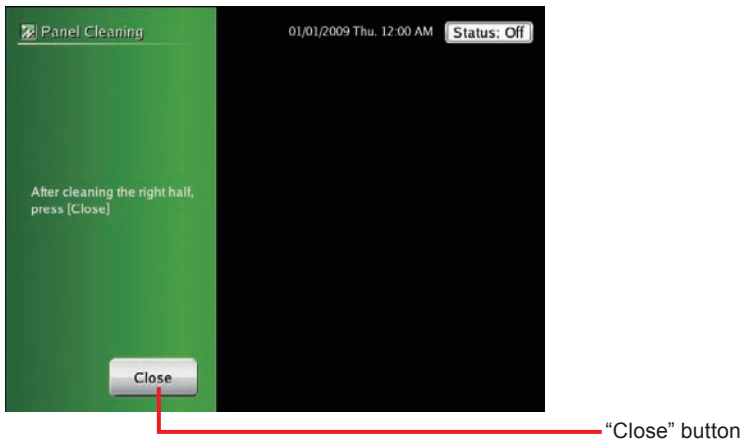 Panel Cleaning
01/01/2009 Thu. 12:00 AM
Status: Off
After cleaning the right half,
press [Close]
Close
“Close” button